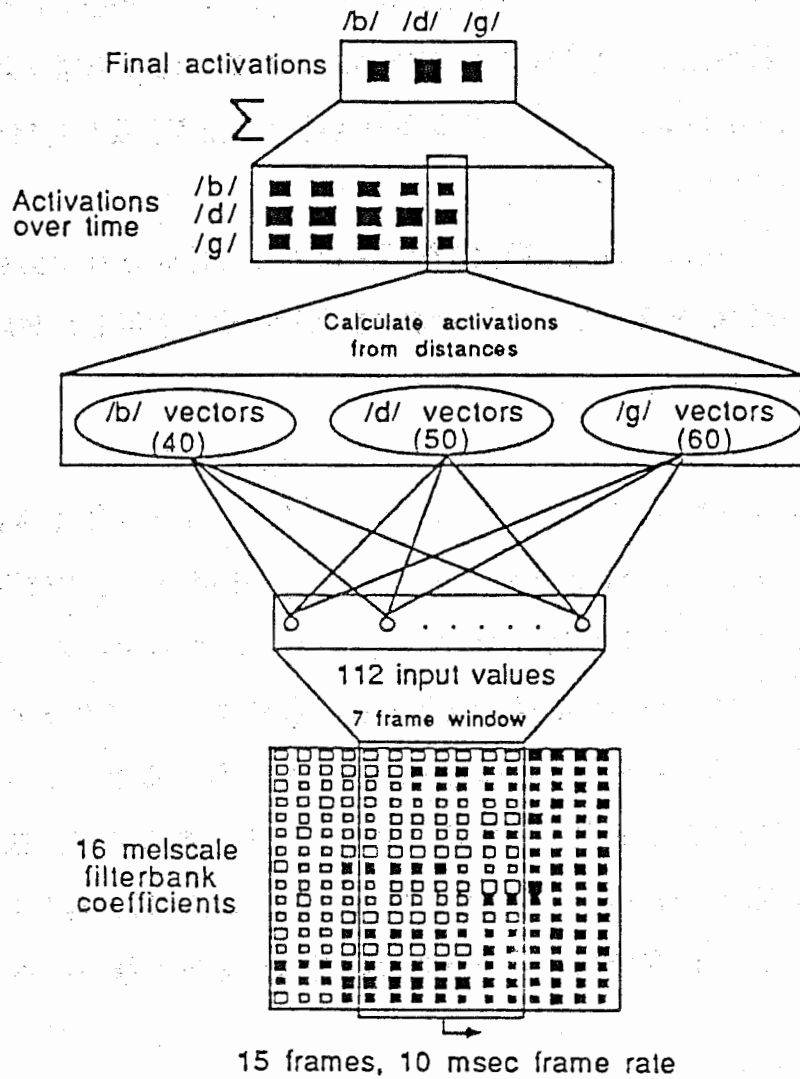 /b/ /d/ /g/
Final activations
Σ
Activations
over time
/b/
/d/
/g/
Calculate activations
from distances
/b/ vectors
(40)
/d/ vectors
(50)
/g/ vectors
(60)
112 input values
7 frame window
16 melscale
filterbank
coefficients
15 frames, 10 msec frame rate